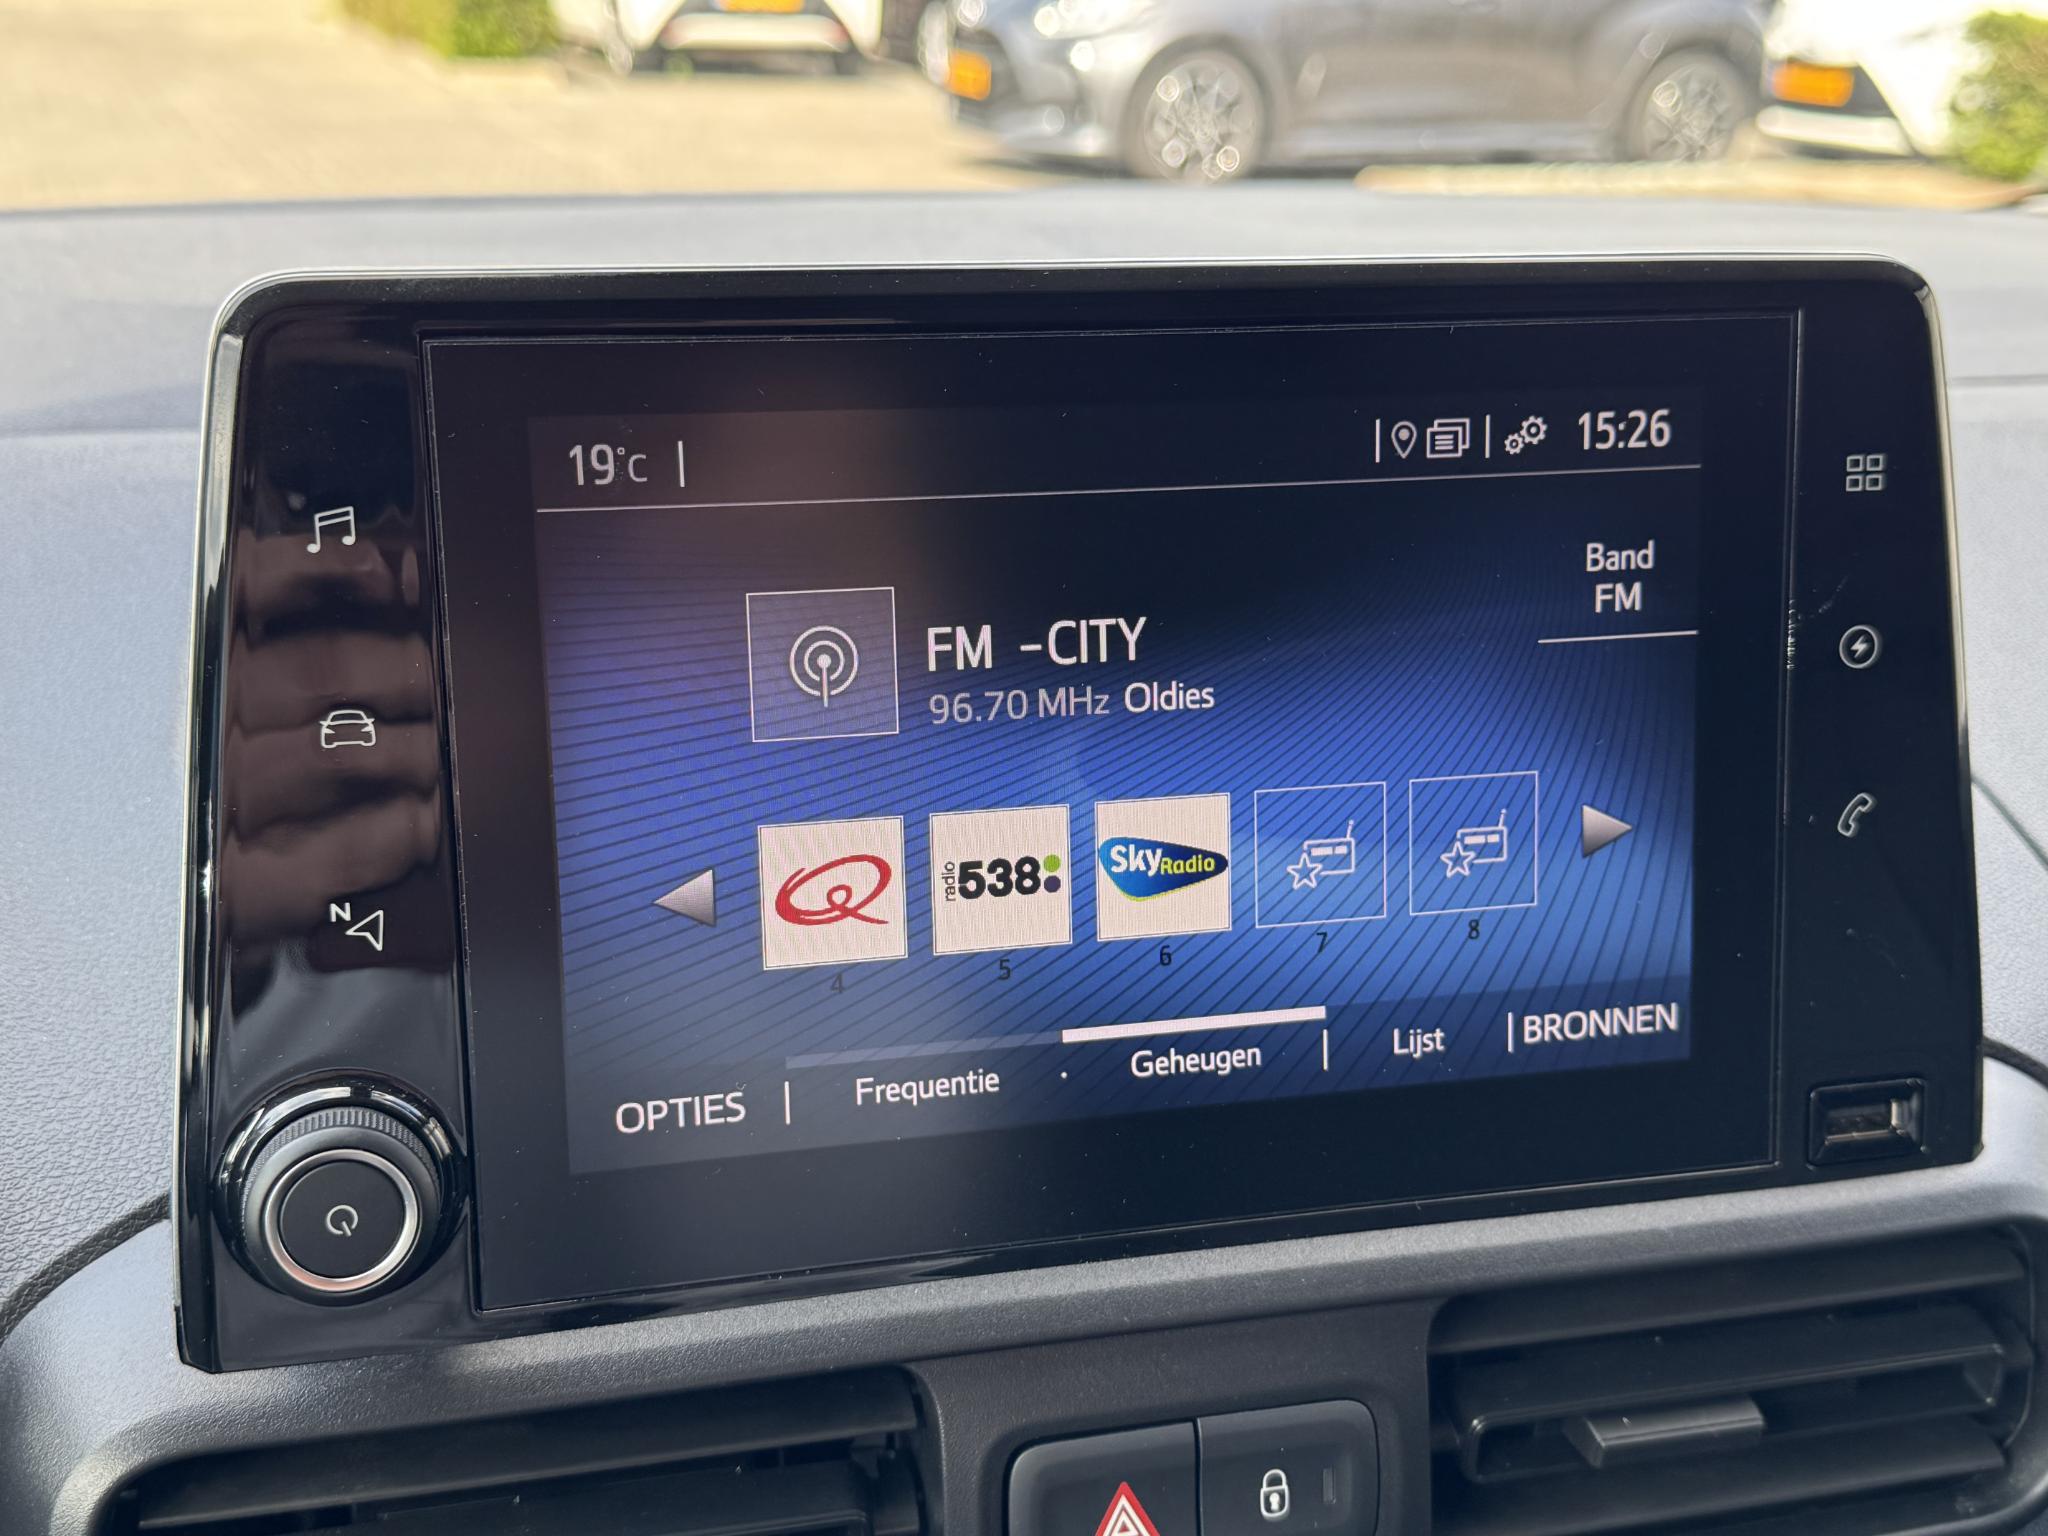 19°C
15:26
Band
FM
FM -CITY
96.70 MHz Oldies
Q
radio 538
Sky Radio
4
5
6
7
8
OPTIES
Frequentie
Geheugen
Lijst
BRONNEN
N